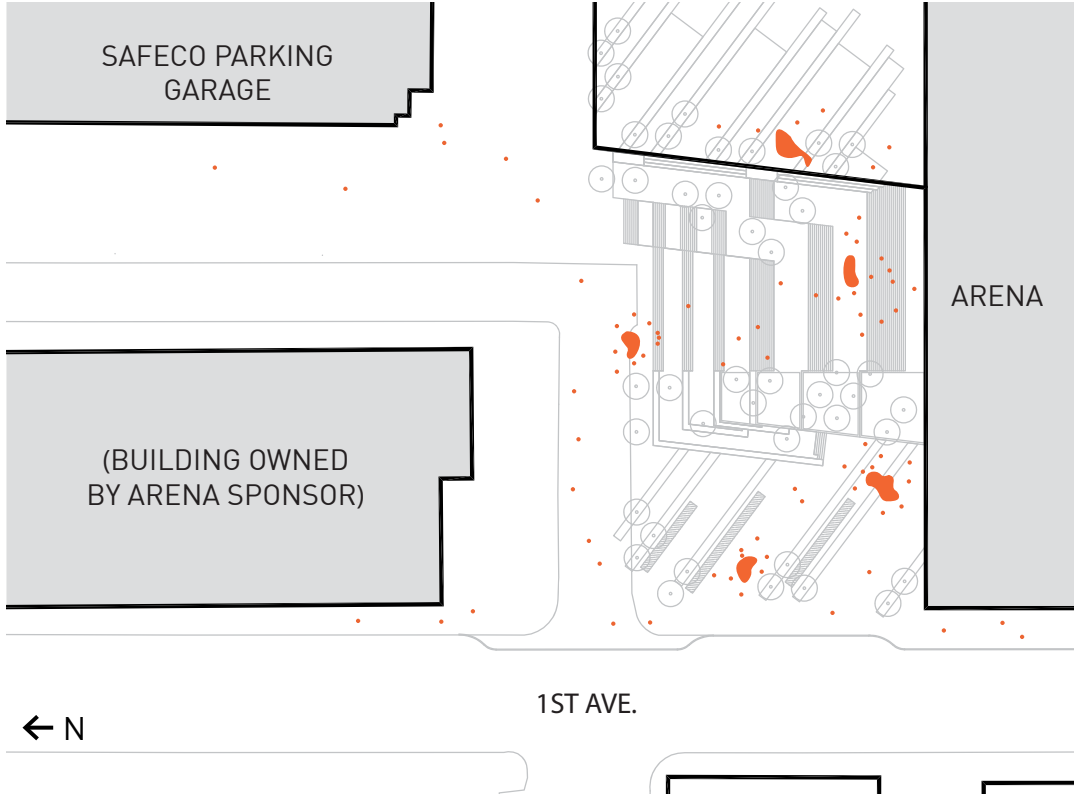 SAFECO PARKING
GARAGE
ARENA
(BUILDING OWNED
BY ARENA SPONSOR)
1ST AVE.
← N